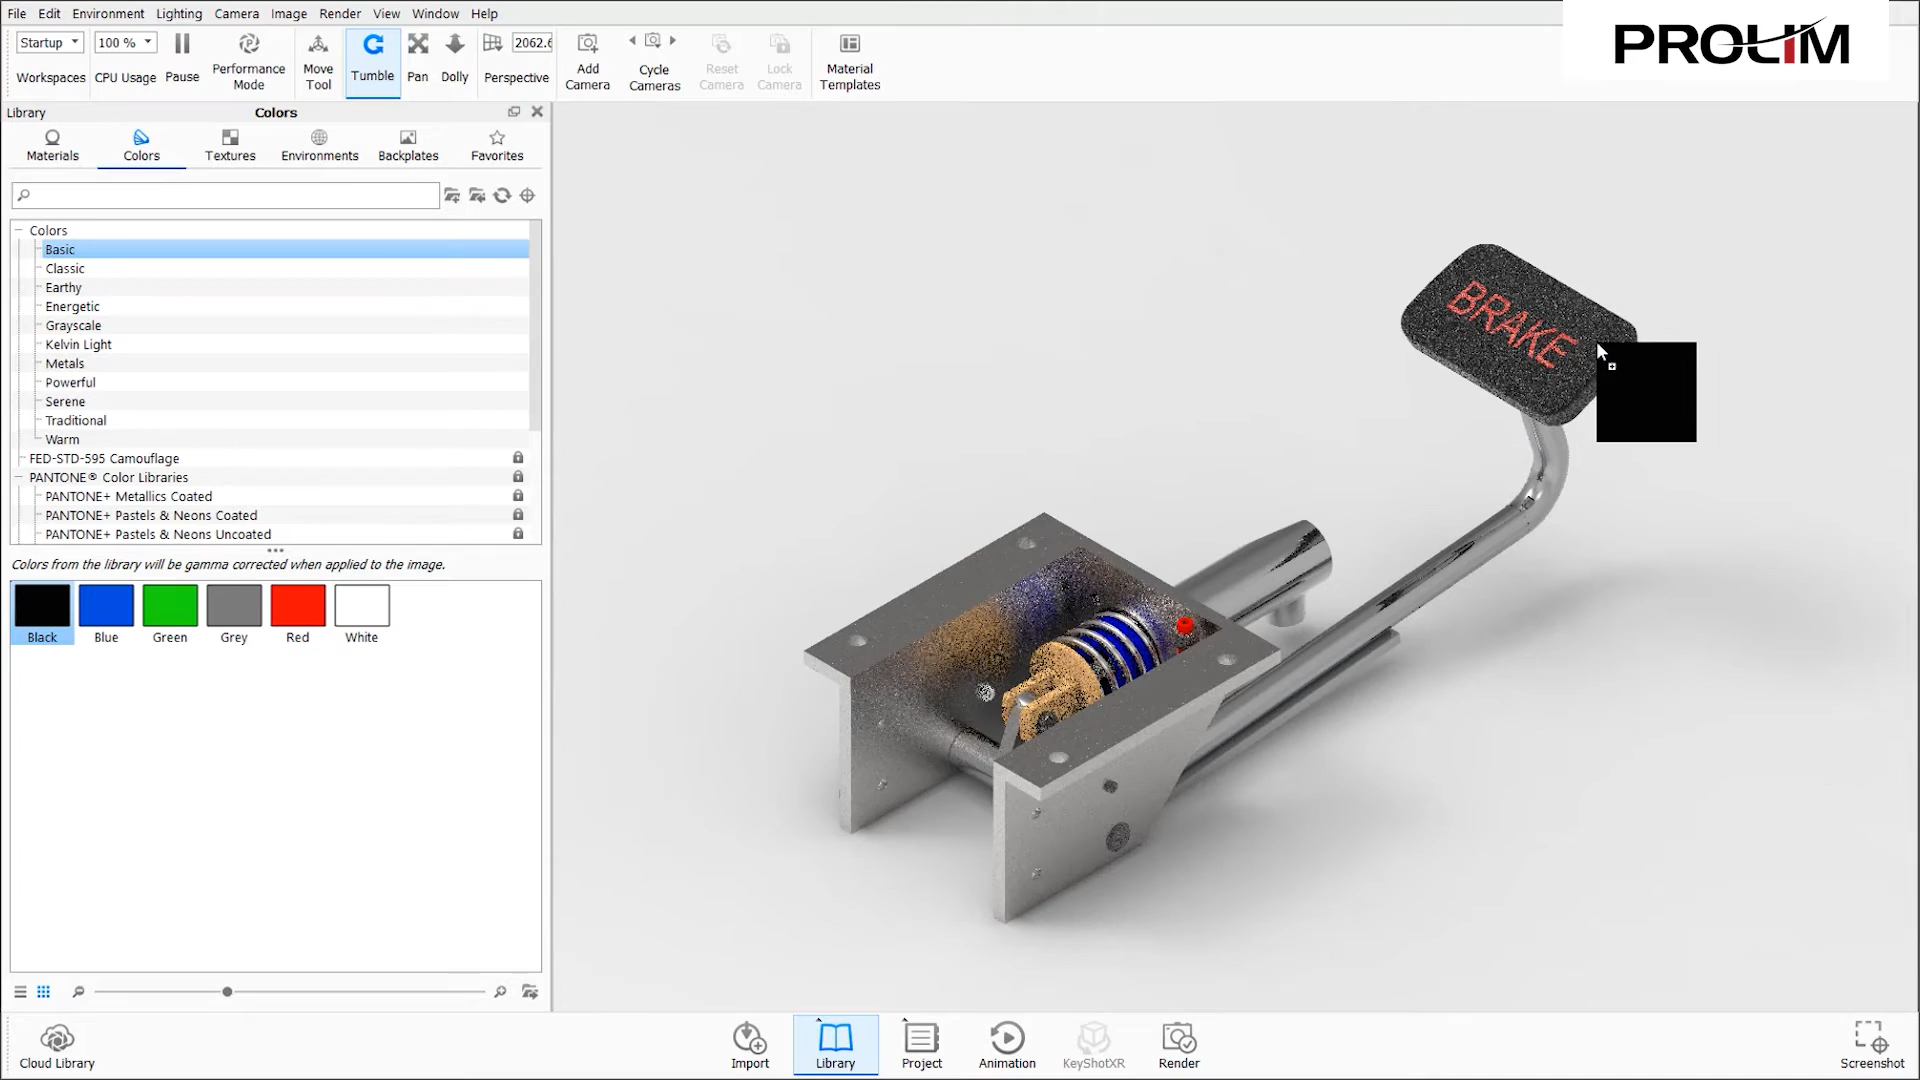 File Edit Environment Lighting Camera Image Render View Window Help
PROLIM
Startup 100 % 2062.6
Workspaces CPU Usage Pause Performance Mode Move Tool Tumble Pan Dolly Perspective Add Camera Cycle Cameras Reset Camera Lock Camera Material Templates
Library Colors
Materials Colors Textures Environments Backplates Favorites
Colors
Basic
Classic
Earthy
Energetic
Grayscale
Kelvin Light
Metals
Powerful
Serene
Traditional
Warm
FED-STD-595 Camouflage
PANTONE® Color Libraries
PANTONE+ Metallics Coated
PANTONE+ Pastels & Neons Coated
PANTONE+ Pastels & Neons Uncoated
Colors from the library will be gamma corrected when applied to the image.
Black Blue Green Grey Red White
BRAKE
Cloud Library Import Library Project Animation KeyShotXR Render Screenshot